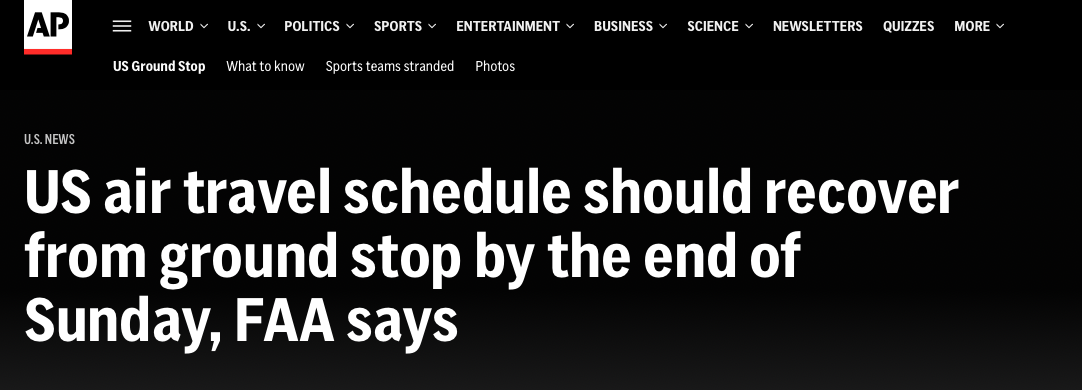 AP
WORLD U.S. POLITICS SPORTS ENTERTAINMENT BUSINESS SCIENCE NEWSLETTERS QUIZZES MORE
US Ground Stop What to know Sports teams stranded Photos
U.S. NEWS
US air travel schedule should recover
from ground stop by the end of
Sunday, FAA says